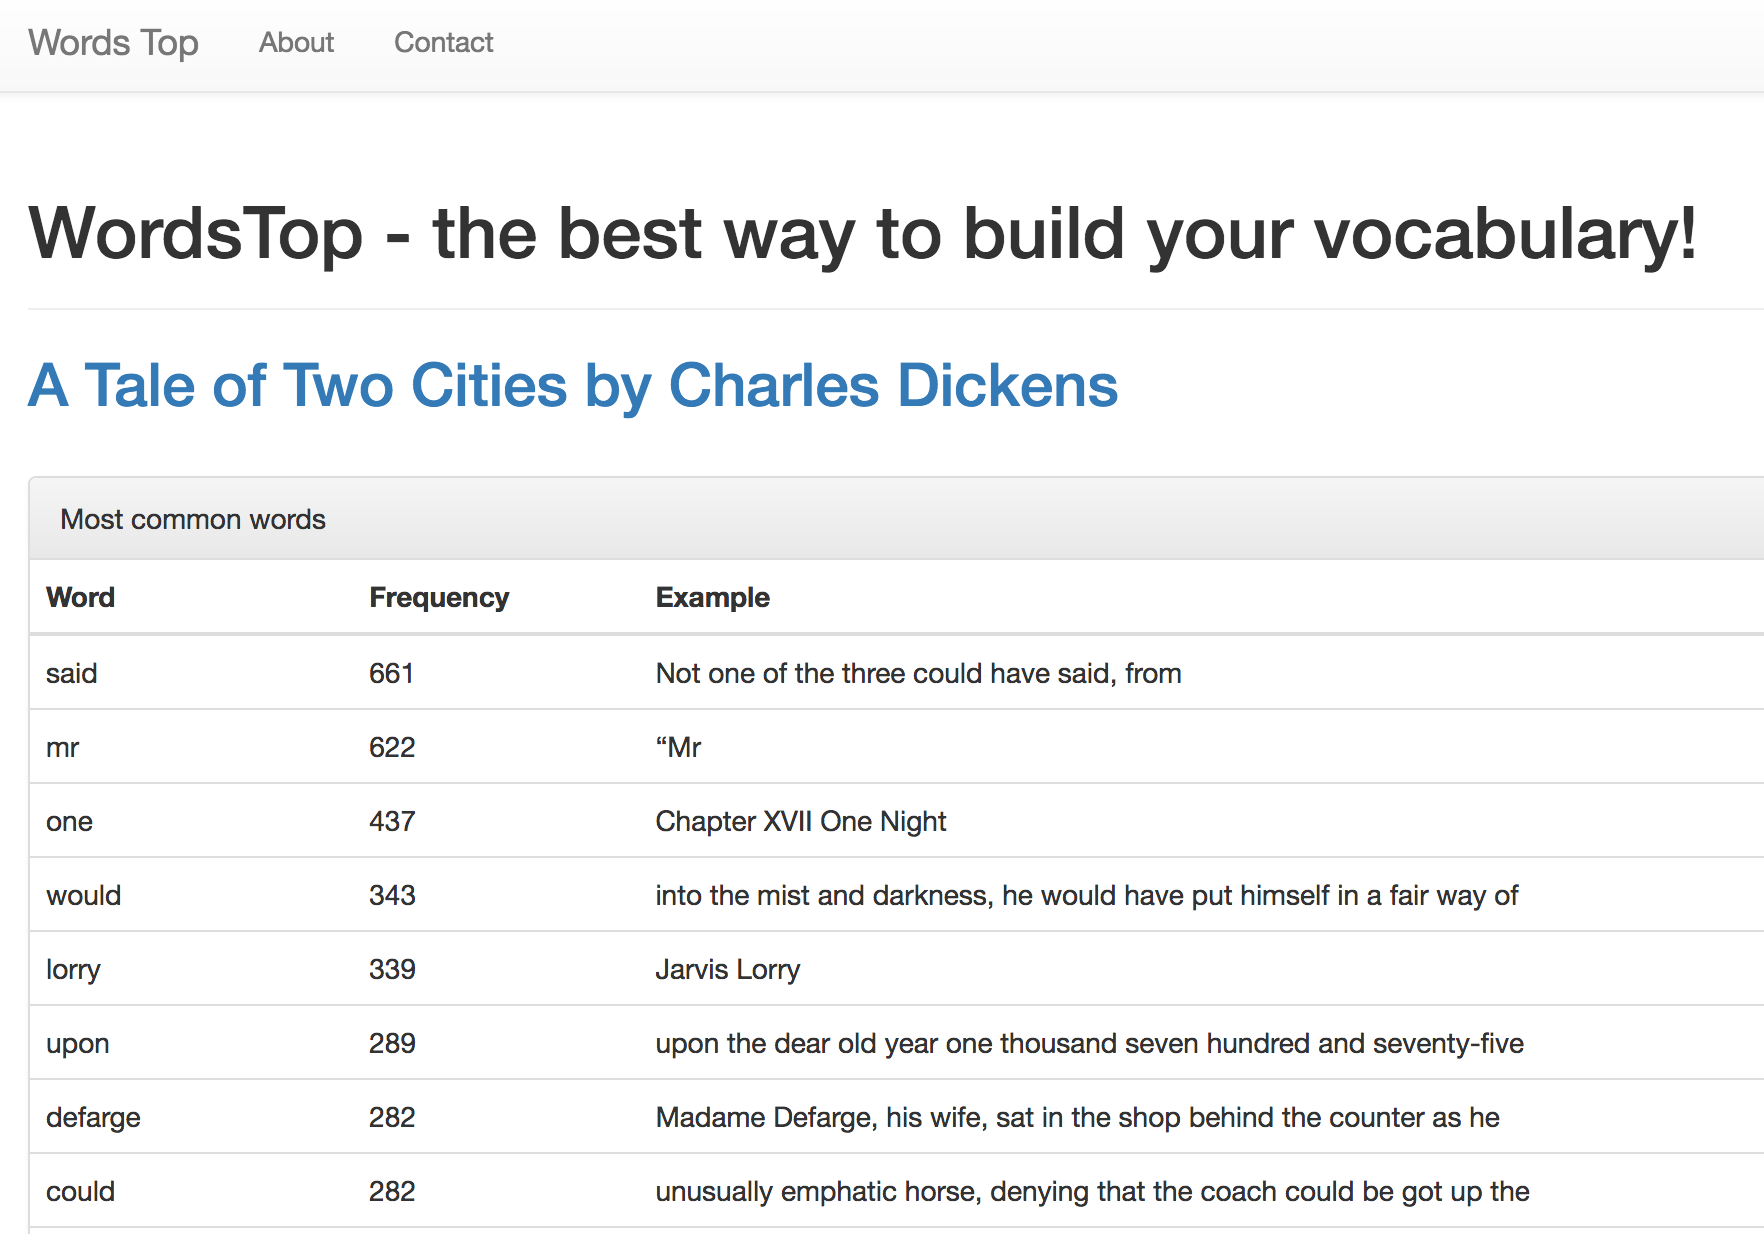 Words Top About Contact
WordsTop - the best way to build your vocabulary!
A Tale of Two Cities by Charles Dickens
Most common words
Word Frequency Example
said 661 Not one of the three could have said, from
mr 622 “Mr
one 437 Chapter XVII One Night
would 343 into the mist and darkness, he would have put himself in a fair way of
lorry 339 Jarvis Lorry
upon 289 upon the dear old year one thousand seven hundred and seventy-five
defarge 282 Madame Defarge, his wife, sat in the shop behind the counter as he
could 282 unusually emphatic horse, denying that the coach could be got up the